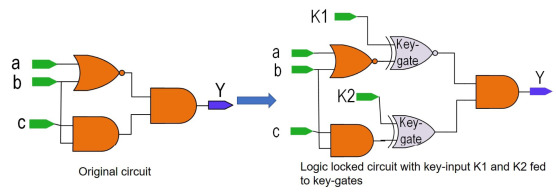 a
b
c
Y
Original circuit
K1
a
b
Key-
gate
K2
c
Key-
gate
Y
Logic locked circuit with key-input K1 and K2 fed
to key-gates